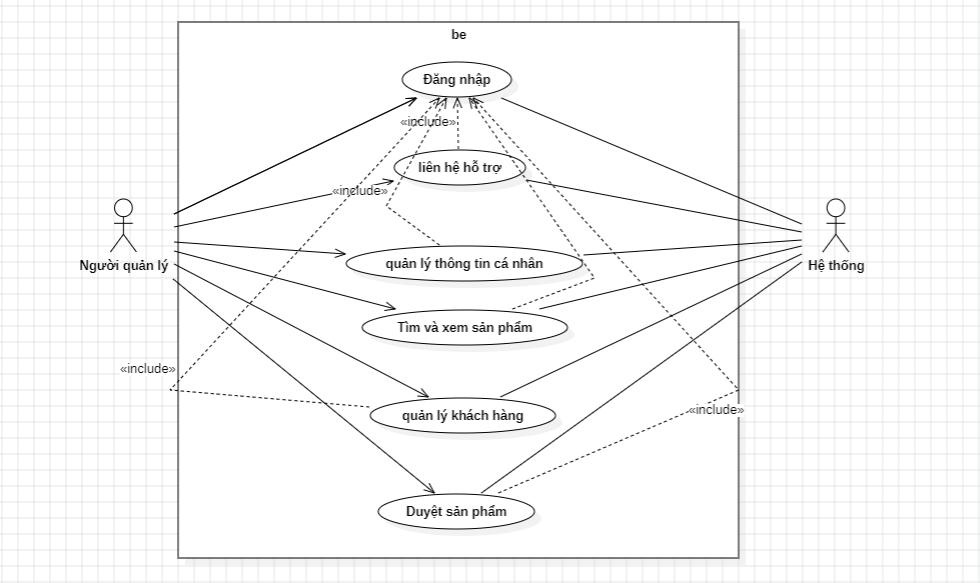 be
Đăng nhập
«include»
liên hệ hỗ trợ
«include»
Người quản lý
quản lý thông tin cá nhân
Hệ thống
Tìm và xem sản phẩm
«include»
quản lý khách hàng
«include»
Duyệt sản phẩm